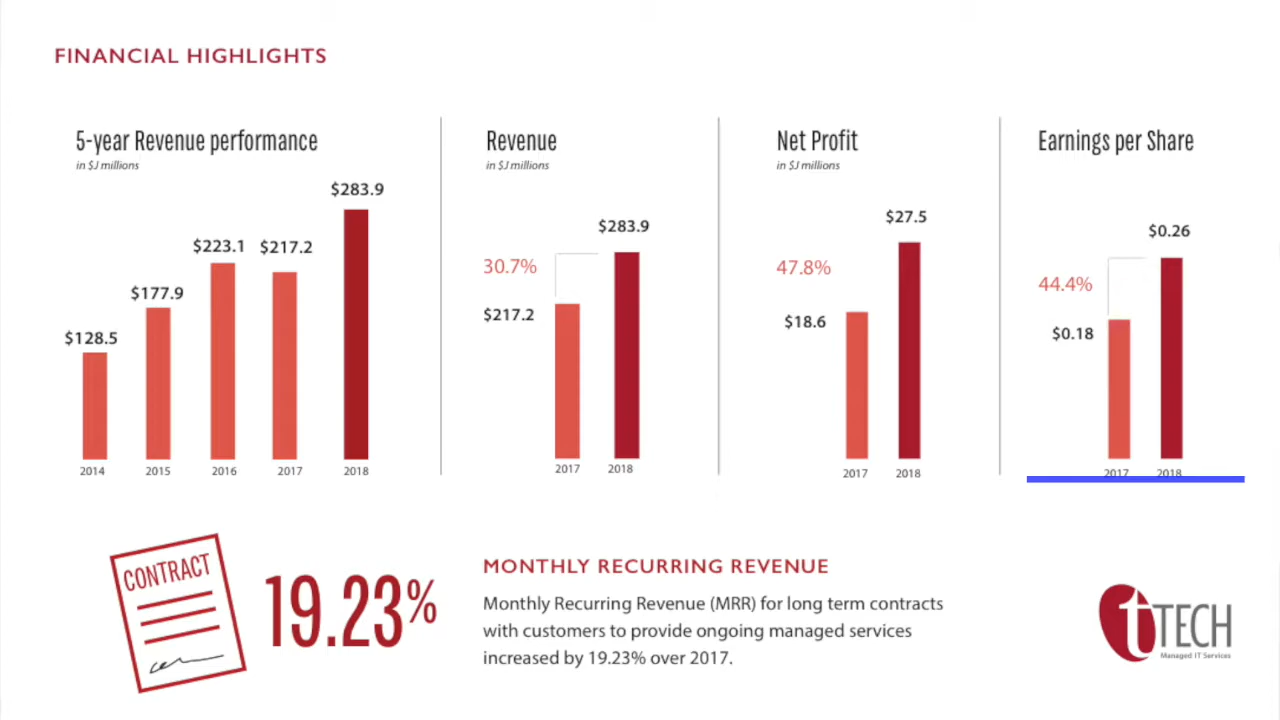 FINANCIAL HIGHLIGHTS
5-year Revenue performance
in $J millions
$128.5
$177.9
$223.1
$217.2
$283.9
2014
2015
2016
2017
2018
Revenue
in $J millions
$283.9
30.7%
$217.2
2017
2018
Net Profit
in $J millions
$27.5
47.8%
$18.6
2017
2018
Earnings per Share
$0.26
44.4%
$0.18
2017
2018
CONTRACT
19.23%
MONTHLY RECURRING REVENUE
Monthly Recurring Revenue (MRR) for long term contracts
with customers to provide ongoing managed services
increased by 19.23% over 2017.
tTECH
Managed IT Services